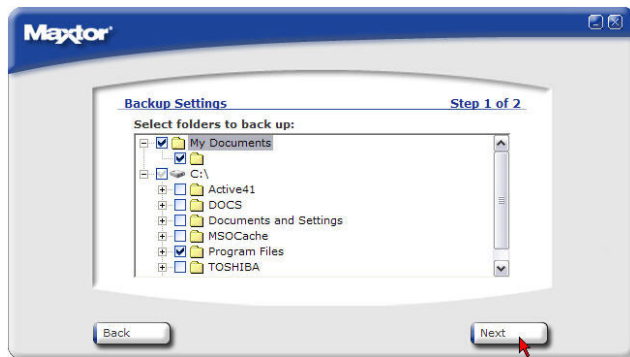 Maxtor
Backup Settings Step 1 of 2
Select folders to back up:
My Documents
C:\
Active41
DOCS
Documents and Settings
MSOCache
Program Files
TOSHIBA
Back Next